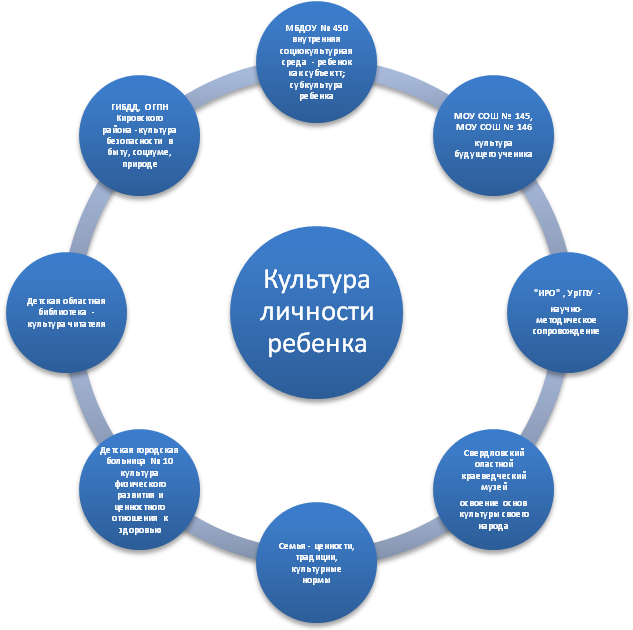 МБДОУ № 450
внутренняя
социокультурная
среда - ребенок
как субъектт;
субкультура
ребенка
МОУ СОШ № 145,
МОУ СОШ № 146
культура
будущего ученика
"ИРО" , УрГПУ -
научно-
методическое
сопровождение
Свердловский
оластной
краеведческий
музей
освоение основ
культуры своего
народа
Семья - ценности,
традиции,
культурные
нормы
Детская городская
больница № 10
культура
физического
развития и
ценностного
отношения к
здоровью
Детская областная
библиотека -
культура читателя
ГИБДД, ОГПН
Кировского
района -культура
безопасности в
быту, социуме,
природе
Культура
личности
ребенка